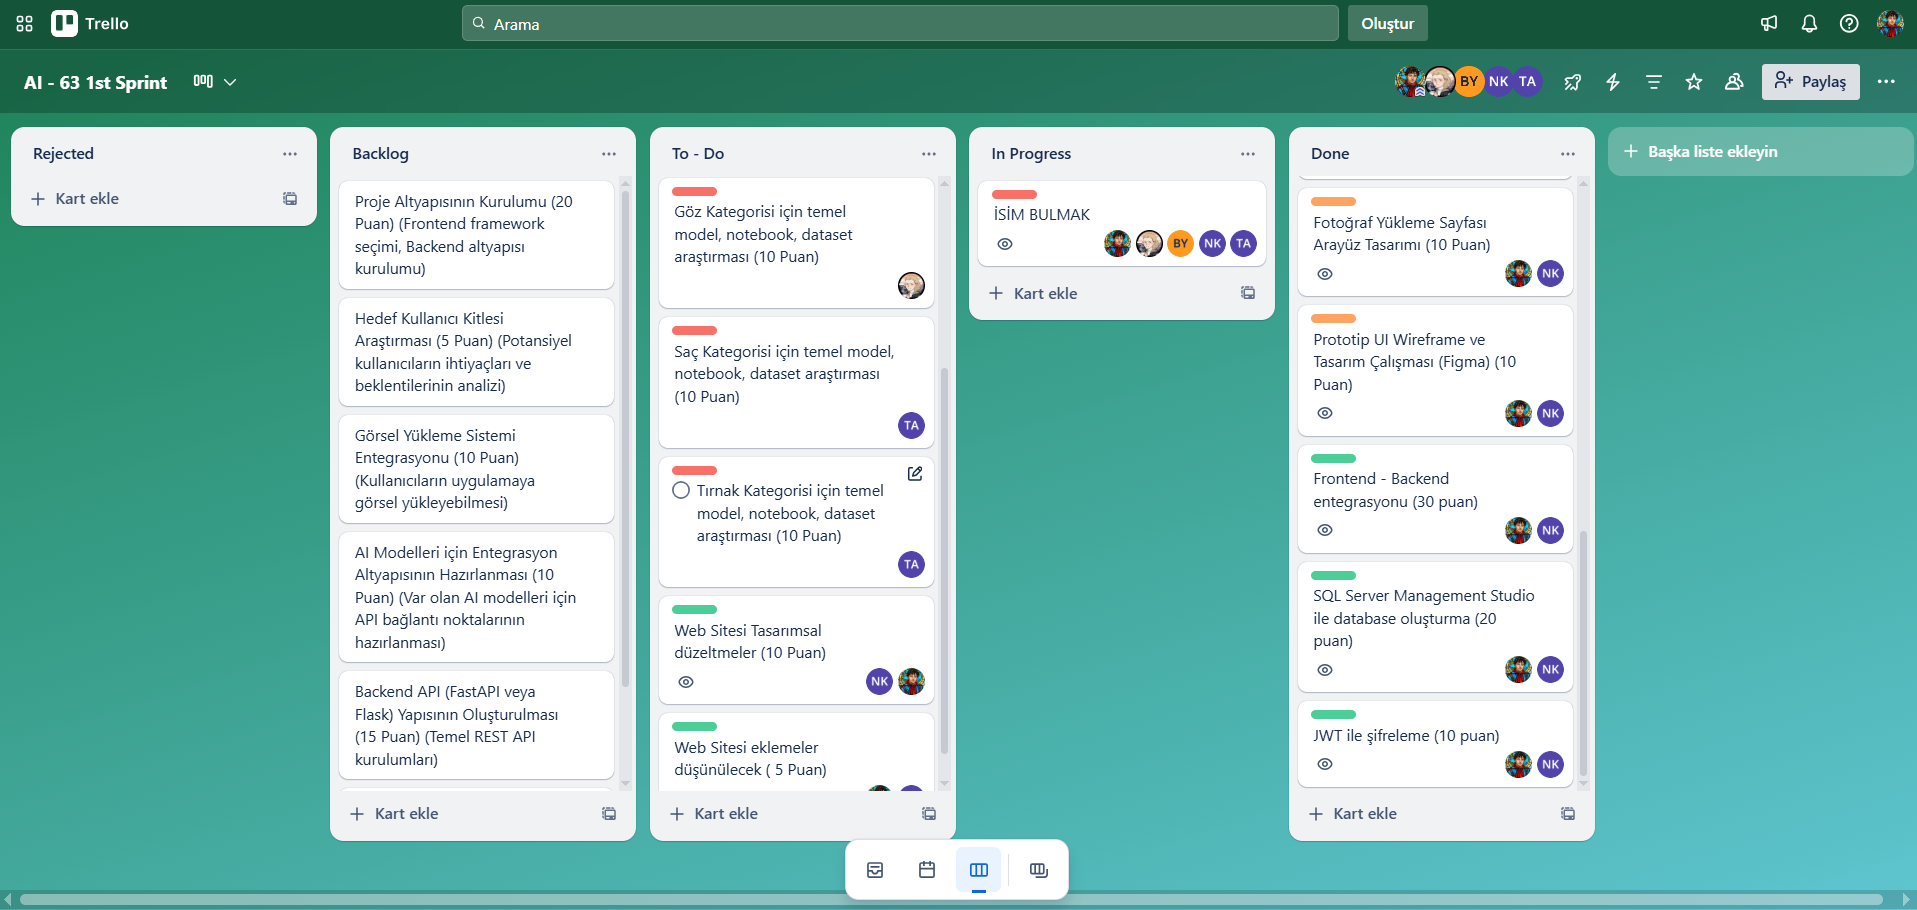 Trello
Arama
Oluştur
AI - 63 1st Sprint
BY
NK
TA
Paylaş
Rejected
Kart ekle
Backlog
Proje Altyapısının Kurulumu (20
Puan) (Frontend framework
seçimi, Backend altyapısı
kurulumu)
Hedef Kullanıcı Kitlesi
Araştırması (5 Puan) (Potansiyel
kullanıcıların ihtiyaçları ve
beklentilerinin analizi)
Görsel Yükleme Sistemi
Entegrasyonu (10 Puan)
(Kullanıcıların uygulamaya
görsel yükleyebilmesi)
AI Modelleri için Entegrasyon
Altyapısının Hazırlanması (10
Puan) (Var olan AI modelleri için
API bağlantı noktalarının
hazırlanması)
Backend API (FastAPI veya
Flask) Yapısının Oluşturulması
(15 Puan) (Temel REST API
kurulumları)
Kart ekle
To - Do
Göz Kategorisi için temel
model, notebook, dataset
araştırması (10 Puan)
Saç Kategorisi için temel model,
notebook, dataset araştırması
(10 Puan)
TA
Tırnak Kategorisi için temel
model, notebook, dataset
araştırması (10 Puan)
TA
Web Sitesi Tasarımsal
düzeltmeler (10 Puan)
NK
Web Sitesi eklemeler
düşünülecek ( 5 Puan)
Kart ekle
In Progress
İSİM BULMAK
BY
NK
TA
Kart ekle
Done
Fotoğraf Yükleme Sayfası
Arayüz Tasarımı (10 Puan)
NK
Prototip UI Wireframe ve
Tasarım Çalışması (Figma) (10
Puan)
NK
Frontend - Backend
entegrasyonu (30 puan)
NK
SQL Server Management Studio
ile database oluşturma (20
puan)
NK
JWT ile şifreleme (10 puan)
NK
Kart ekle
Başka liste ekleyin